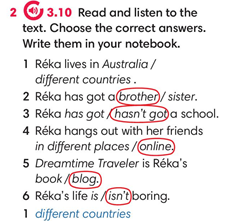 2 3.10 Read and listen to the
text. Choose the correct answers.
Write them in your notebook.
1 Réka lives in Australia /
different countries .
2 Réka has got a brother / sister.
3 Réka has got / hasn't got a school.
4 Réka hangs out with her friends
in different places / online.
5 Dreamtime Traveler is Réka's
book / blog.
6 Réka's life is / isn't boring.
1 different countries